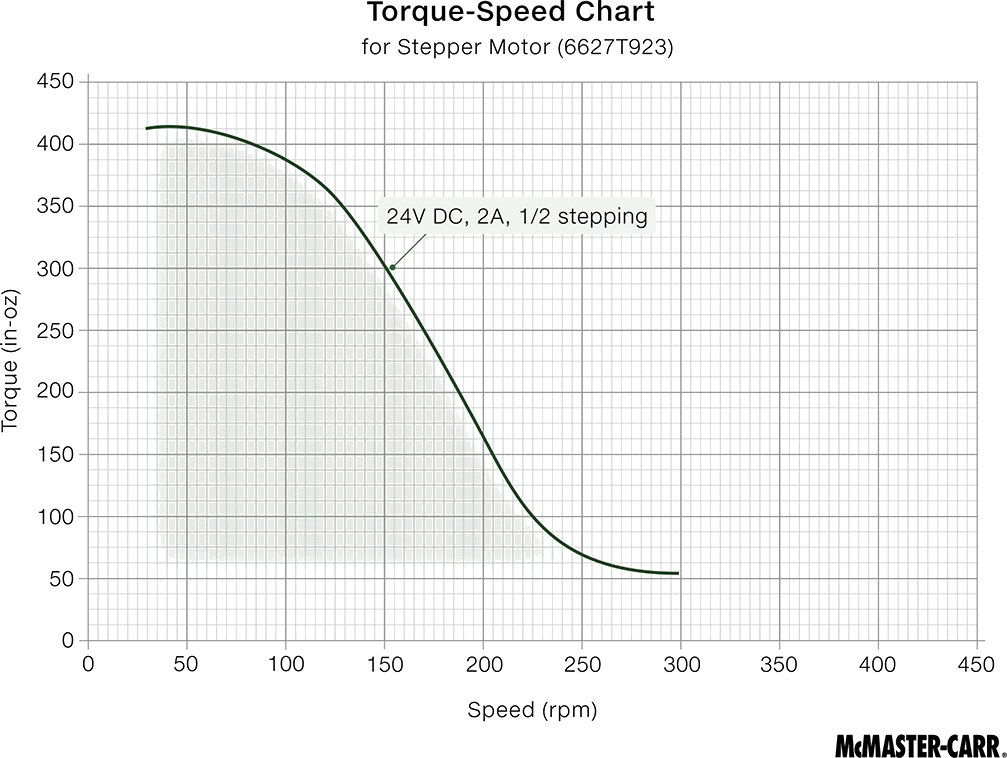 Torque-Speed Chart
for Stepper Motor (6627T923)
450
400
350
300
250
200
150
100
50
0
Torque (in-oz)
24V DC, 2A, 1/2 stepping
0 50 100 150 200 250 300 350 400 450
Speed (rpm)
McMASTER-CARR®